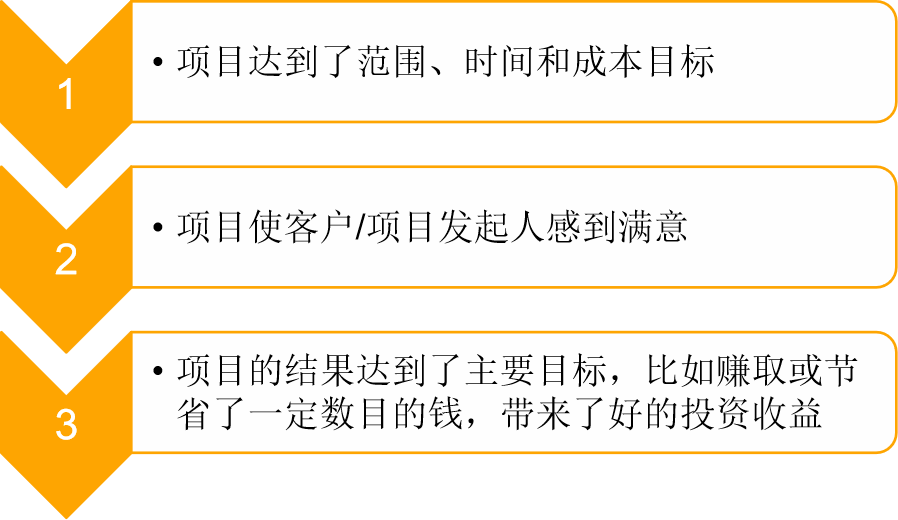 1
• 项目达到了范围、时间和成本目标
2
• 项目使客户/项目发起人感到满意
3
• 项目的结果达到了主要目标，比如赚取或节
省了一定数目的钱，带来了好的投资收益